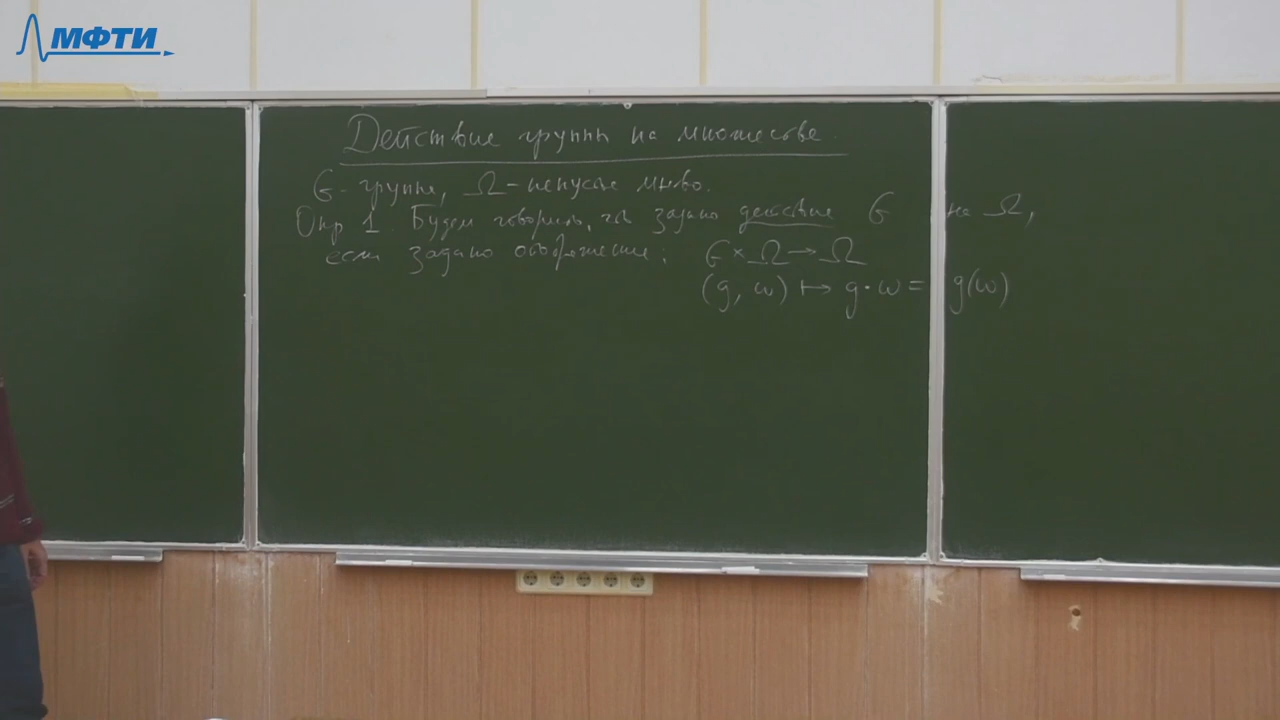 МФТИ
Действие группы на множестве.
G - группа, Ω - непустое мн-во.
Опр 1. Будем говорить, что задано действие G на Ω,
если задано отображение: G × Ω → Ω
(g, ω) ↦ g · ω = g(ω)